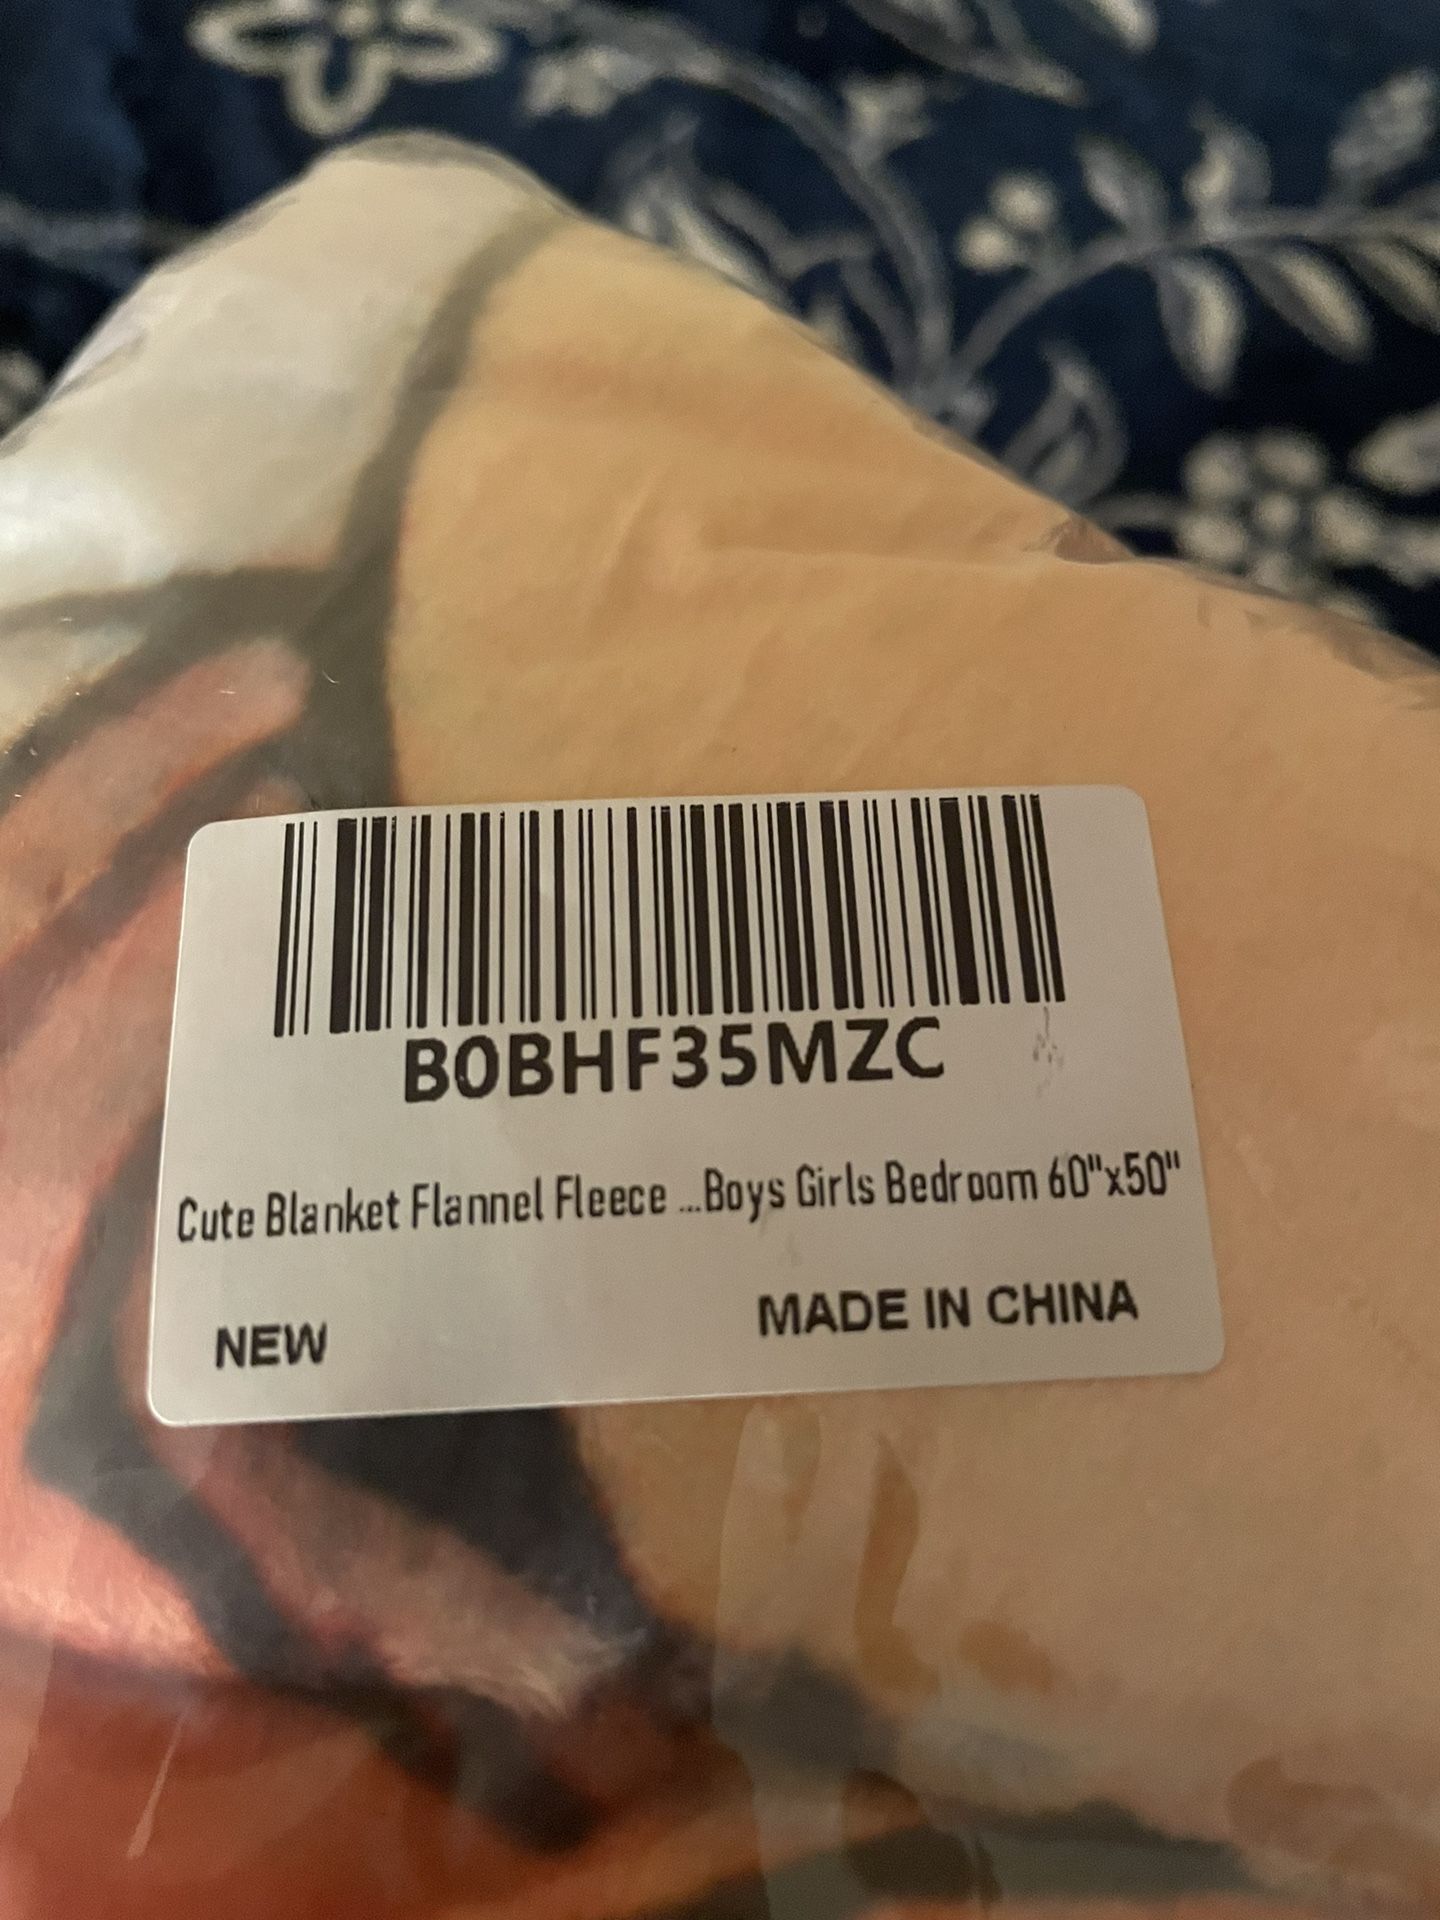 B0BHF35MZC
Cute Blanket Flannel Fleece ...Boys Girls Bedroom 60"x50"
NEW
MADE IN CHINA